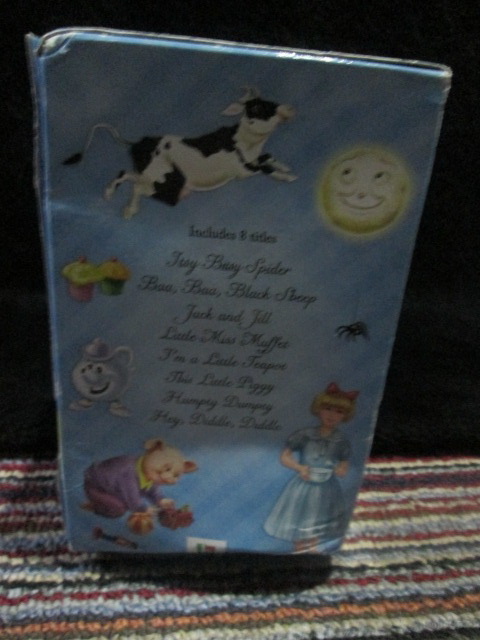 Includes 8 titles
Itsy Bitsy Spider
Baa, Baa, Black Sheep
Jack and Jill
Little Miss Muffet
I'm a Little Teapot
This Little Piggy
Humpty Dumpty
Hey, Diddle, Diddle